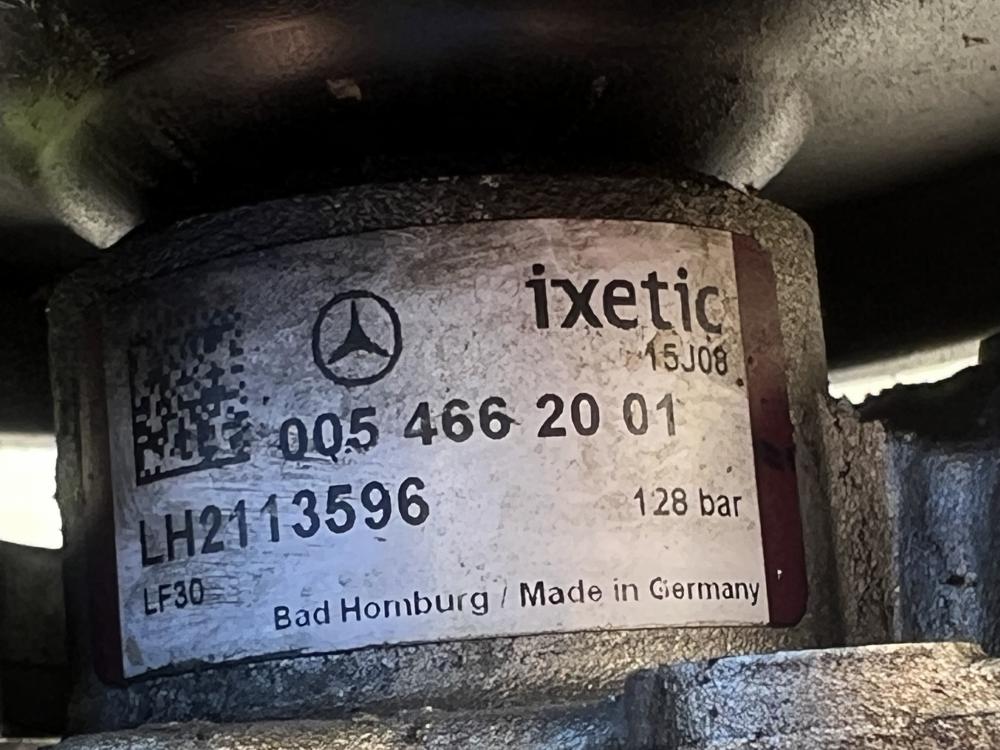 ixetic
15J08
005 466 20 01
LH2113596
128 bar
LF30
Bad Homburg / Made in Germany